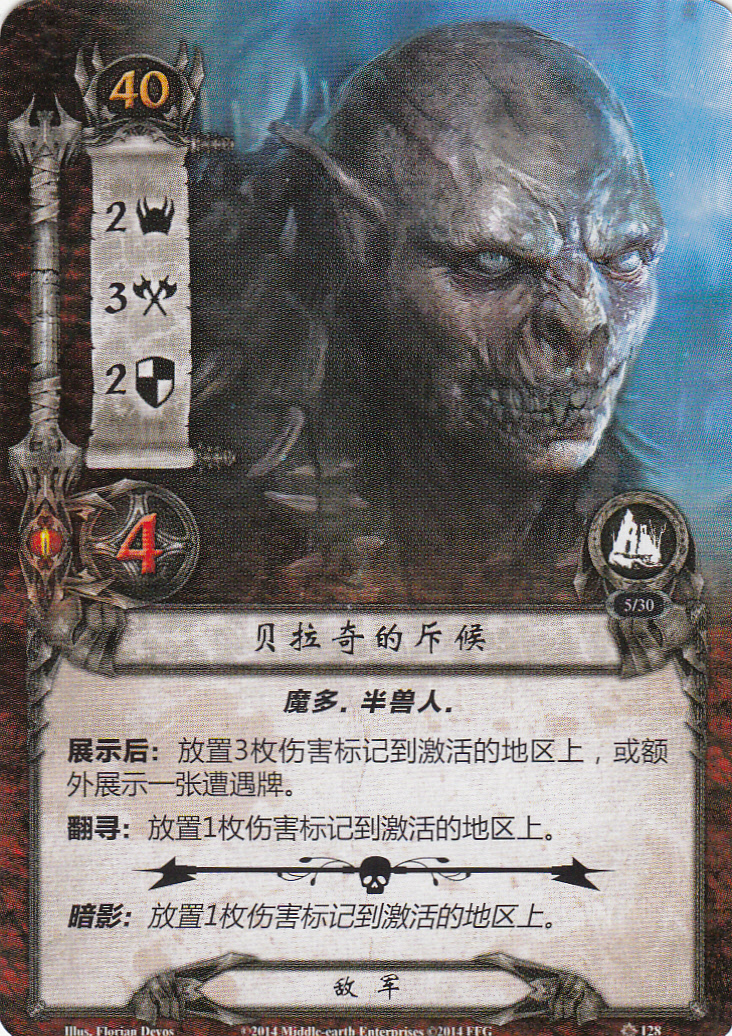 40
2
3
2
4
5/30
贝拉奇的斥候
魔多. 半兽人.
展示后: 放置3枚伤害标记到激活的地区上，或额
外展示一张遭遇牌。
翻寻: 放置1枚伤害标记到激活的地区上。
暗影: 放置1枚伤害标记到激活的地区上。
敌军
Illus. Florian Devos ©2014 Middle-earth Enterprises ©2014 FFG 128